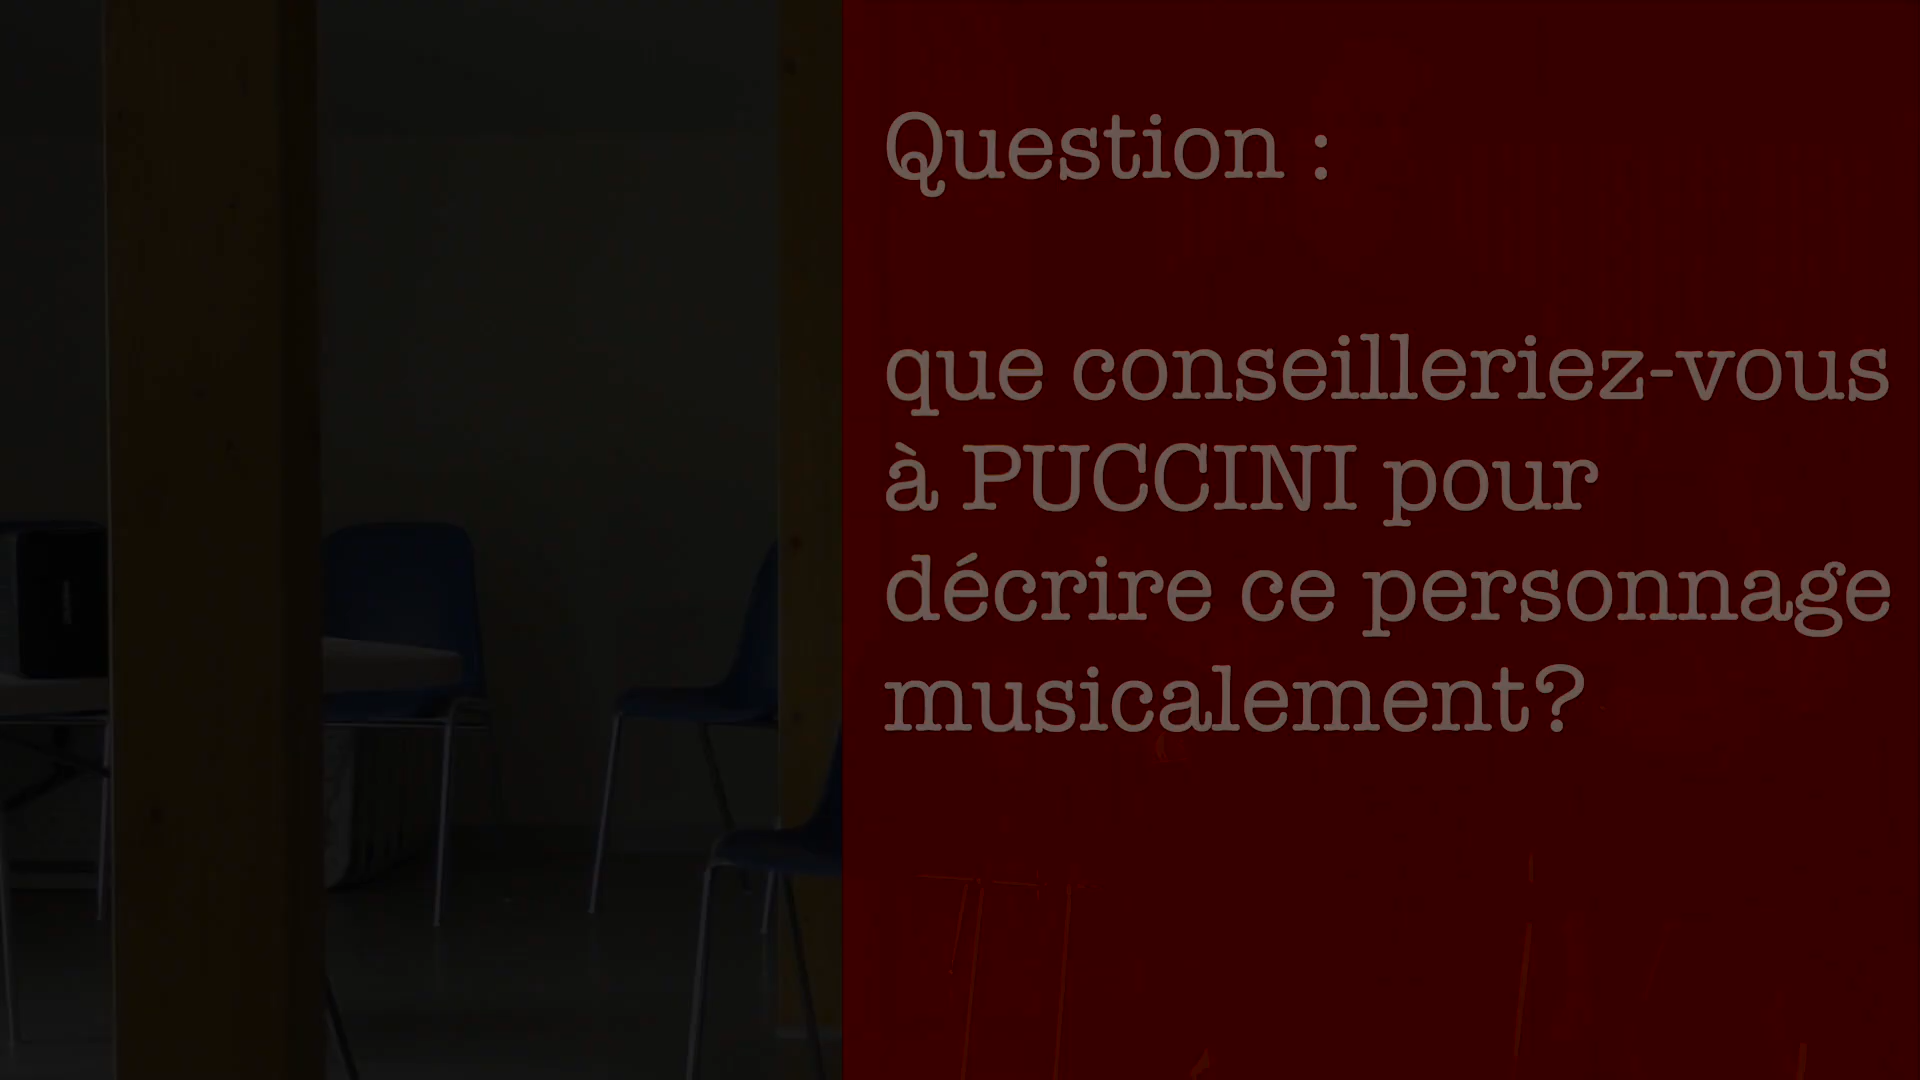 Question :
que conseilleriez-vous
à PUCCINI pour
décrire ce personnage
musicalement?